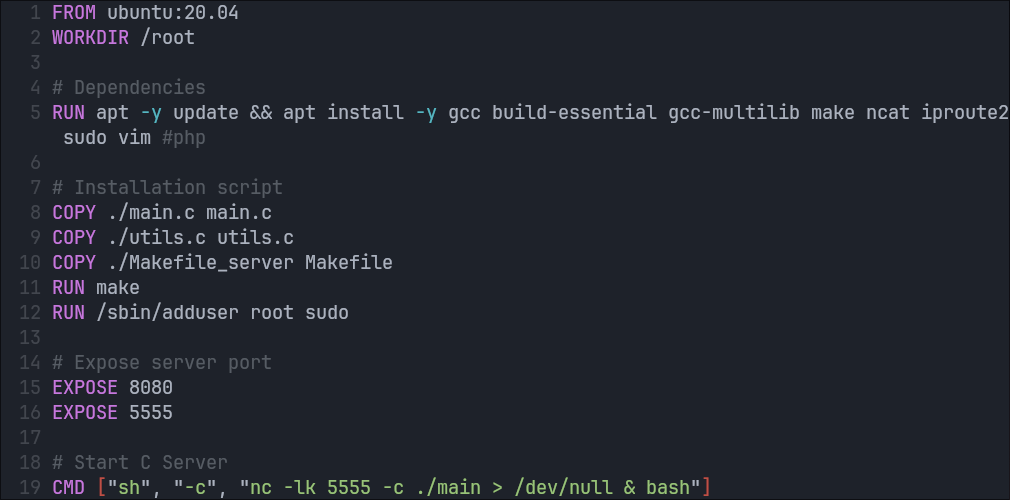 1 FROM ubuntu:20.04
2 WORKDIR /root
3
4 # Dependencies
5 RUN apt -y update && apt install -y gcc build-essential gcc-multilib make ncat iproute2
sudo vim #php
6
7 # Installation script
8 COPY ./main.c main.c
9 COPY ./utils.c utils.c
10 COPY ./Makefile_server Makefile
11 RUN make
12 RUN /sbin/adduser root sudo
13
14 # Expose server port
15 EXPOSE 8080
16 EXPOSE 5555
17
18 # Start C Server
19 CMD ["sh", "-c", "nc -lk 5555 -c ./main > /dev/null & bash"]